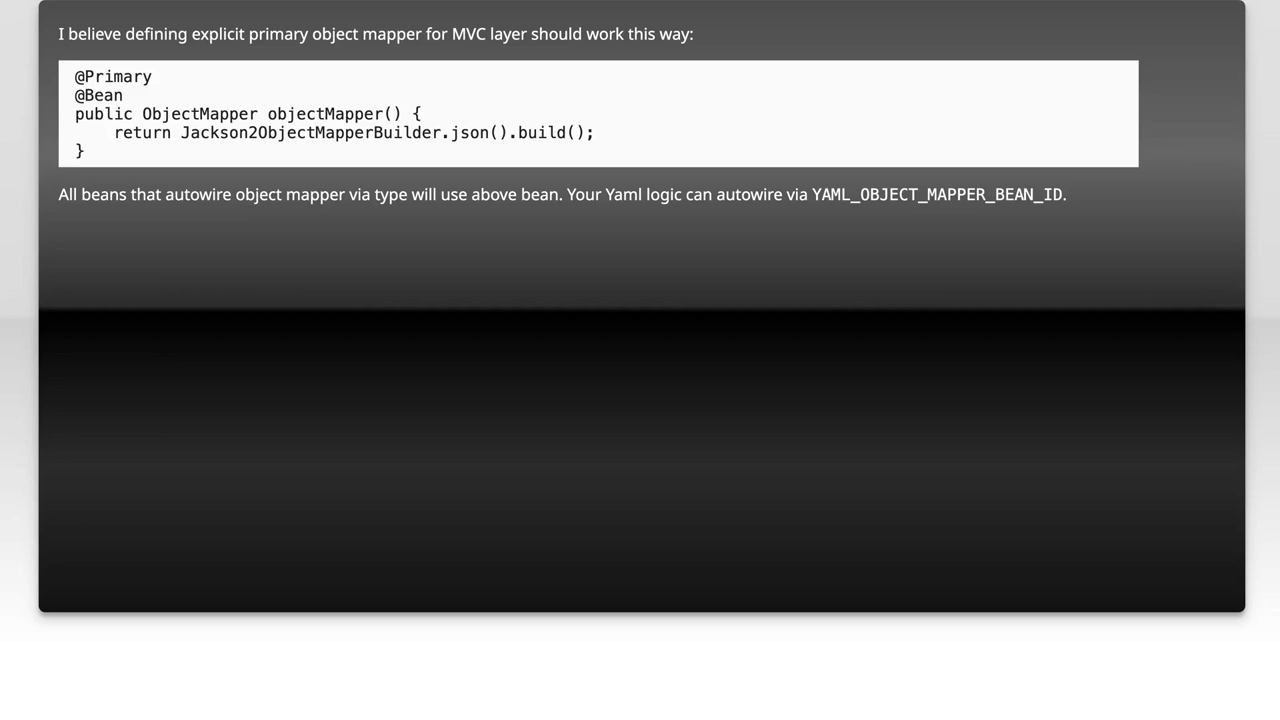 I believe defining explicit primary object mapper for MVC layer should work this way:
@Primary
@Bean
public ObjectMapper objectMapper() {
    return Jackson2ObjectMapperBuilder.json().build();
}
All beans that autowire object mapper via type will use above bean. Your Yaml logic can autowire via YAML_OBJECT_MAPPER_BEAN_ID.